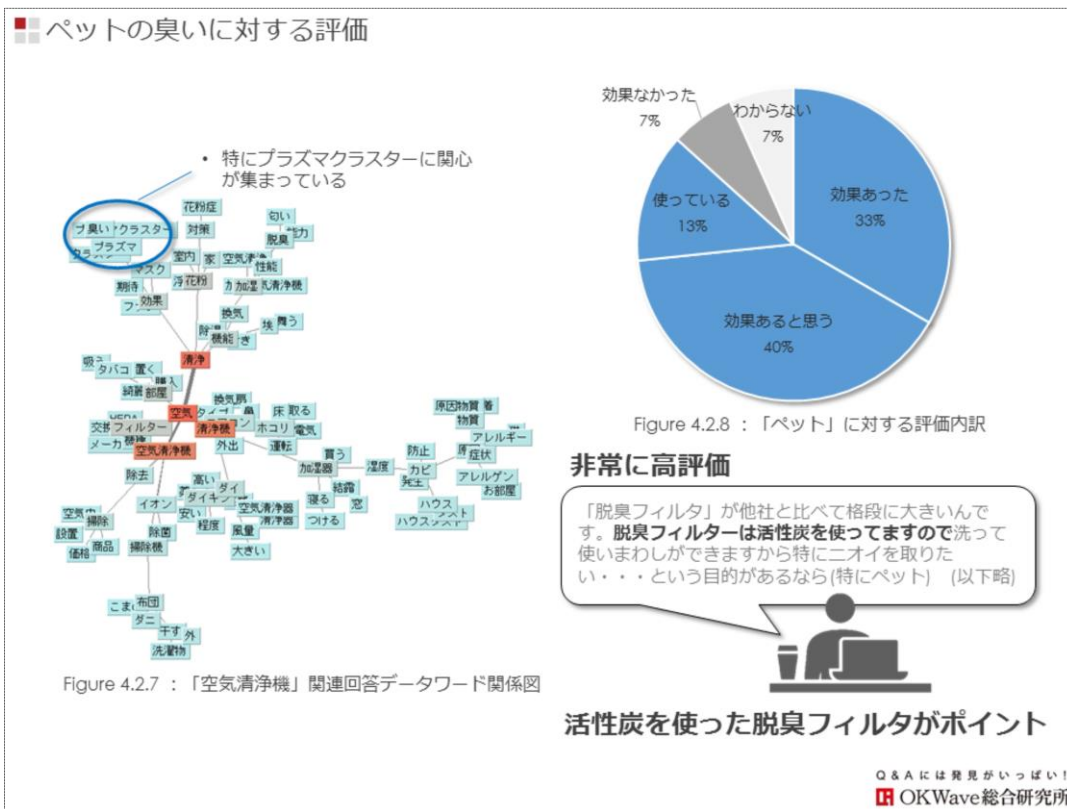 ペットの臭いに対する評価
• 特にプラズマクラスターに関心
が集まっている
花粉症
匂い
臭い
クラスター
対策
脱臭
プラズマ
室内
家
マスク
花粉
性能
期待
加湿
効果
換気
埃
舞う
機能
清浄
タバコ
置く
部屋
換気扇
空気
タイプ
床
取る
原因物質
着
物質
フィルター
清浄機
ホコリ
電気
アレルギー
メーカ
空気清浄機
外出
運転
買う
防止
症状
加湿器
湿度
カビ
除去
高い
アレルゲン
お部屋
イオン
ダイ
ダイキン
結露
発生
ハウス
寝る
窓
安い
空気清浄器
掃除
程度
清浄器
つける
設置
除菌
風量
価格
商品
掃除機
大きい
布団
ダニ
干す
外
洗濯物
Figure 4.2.7 ：「空気清浄機」関連回答データワード関係図
効果なかった
7%
わからない
7%
使っている
13%
効果あった
33%
効果あると思う
40%
Figure 4.2.8 ：「ペット」に対する評価内訳
非常に高評価
「脱臭フィルタ」が他社と比べて格段に大きいんで
す。脱臭フィルターは活性炭を使ってますので洗って
使いまわしができますから特にニオイを取りた
い・・・という目的があるなら(特にペット) (以下略)
活性炭を使った脱臭フィルタがポイント
Q&Aには発見がいっぱい!
OKWave総合研究所